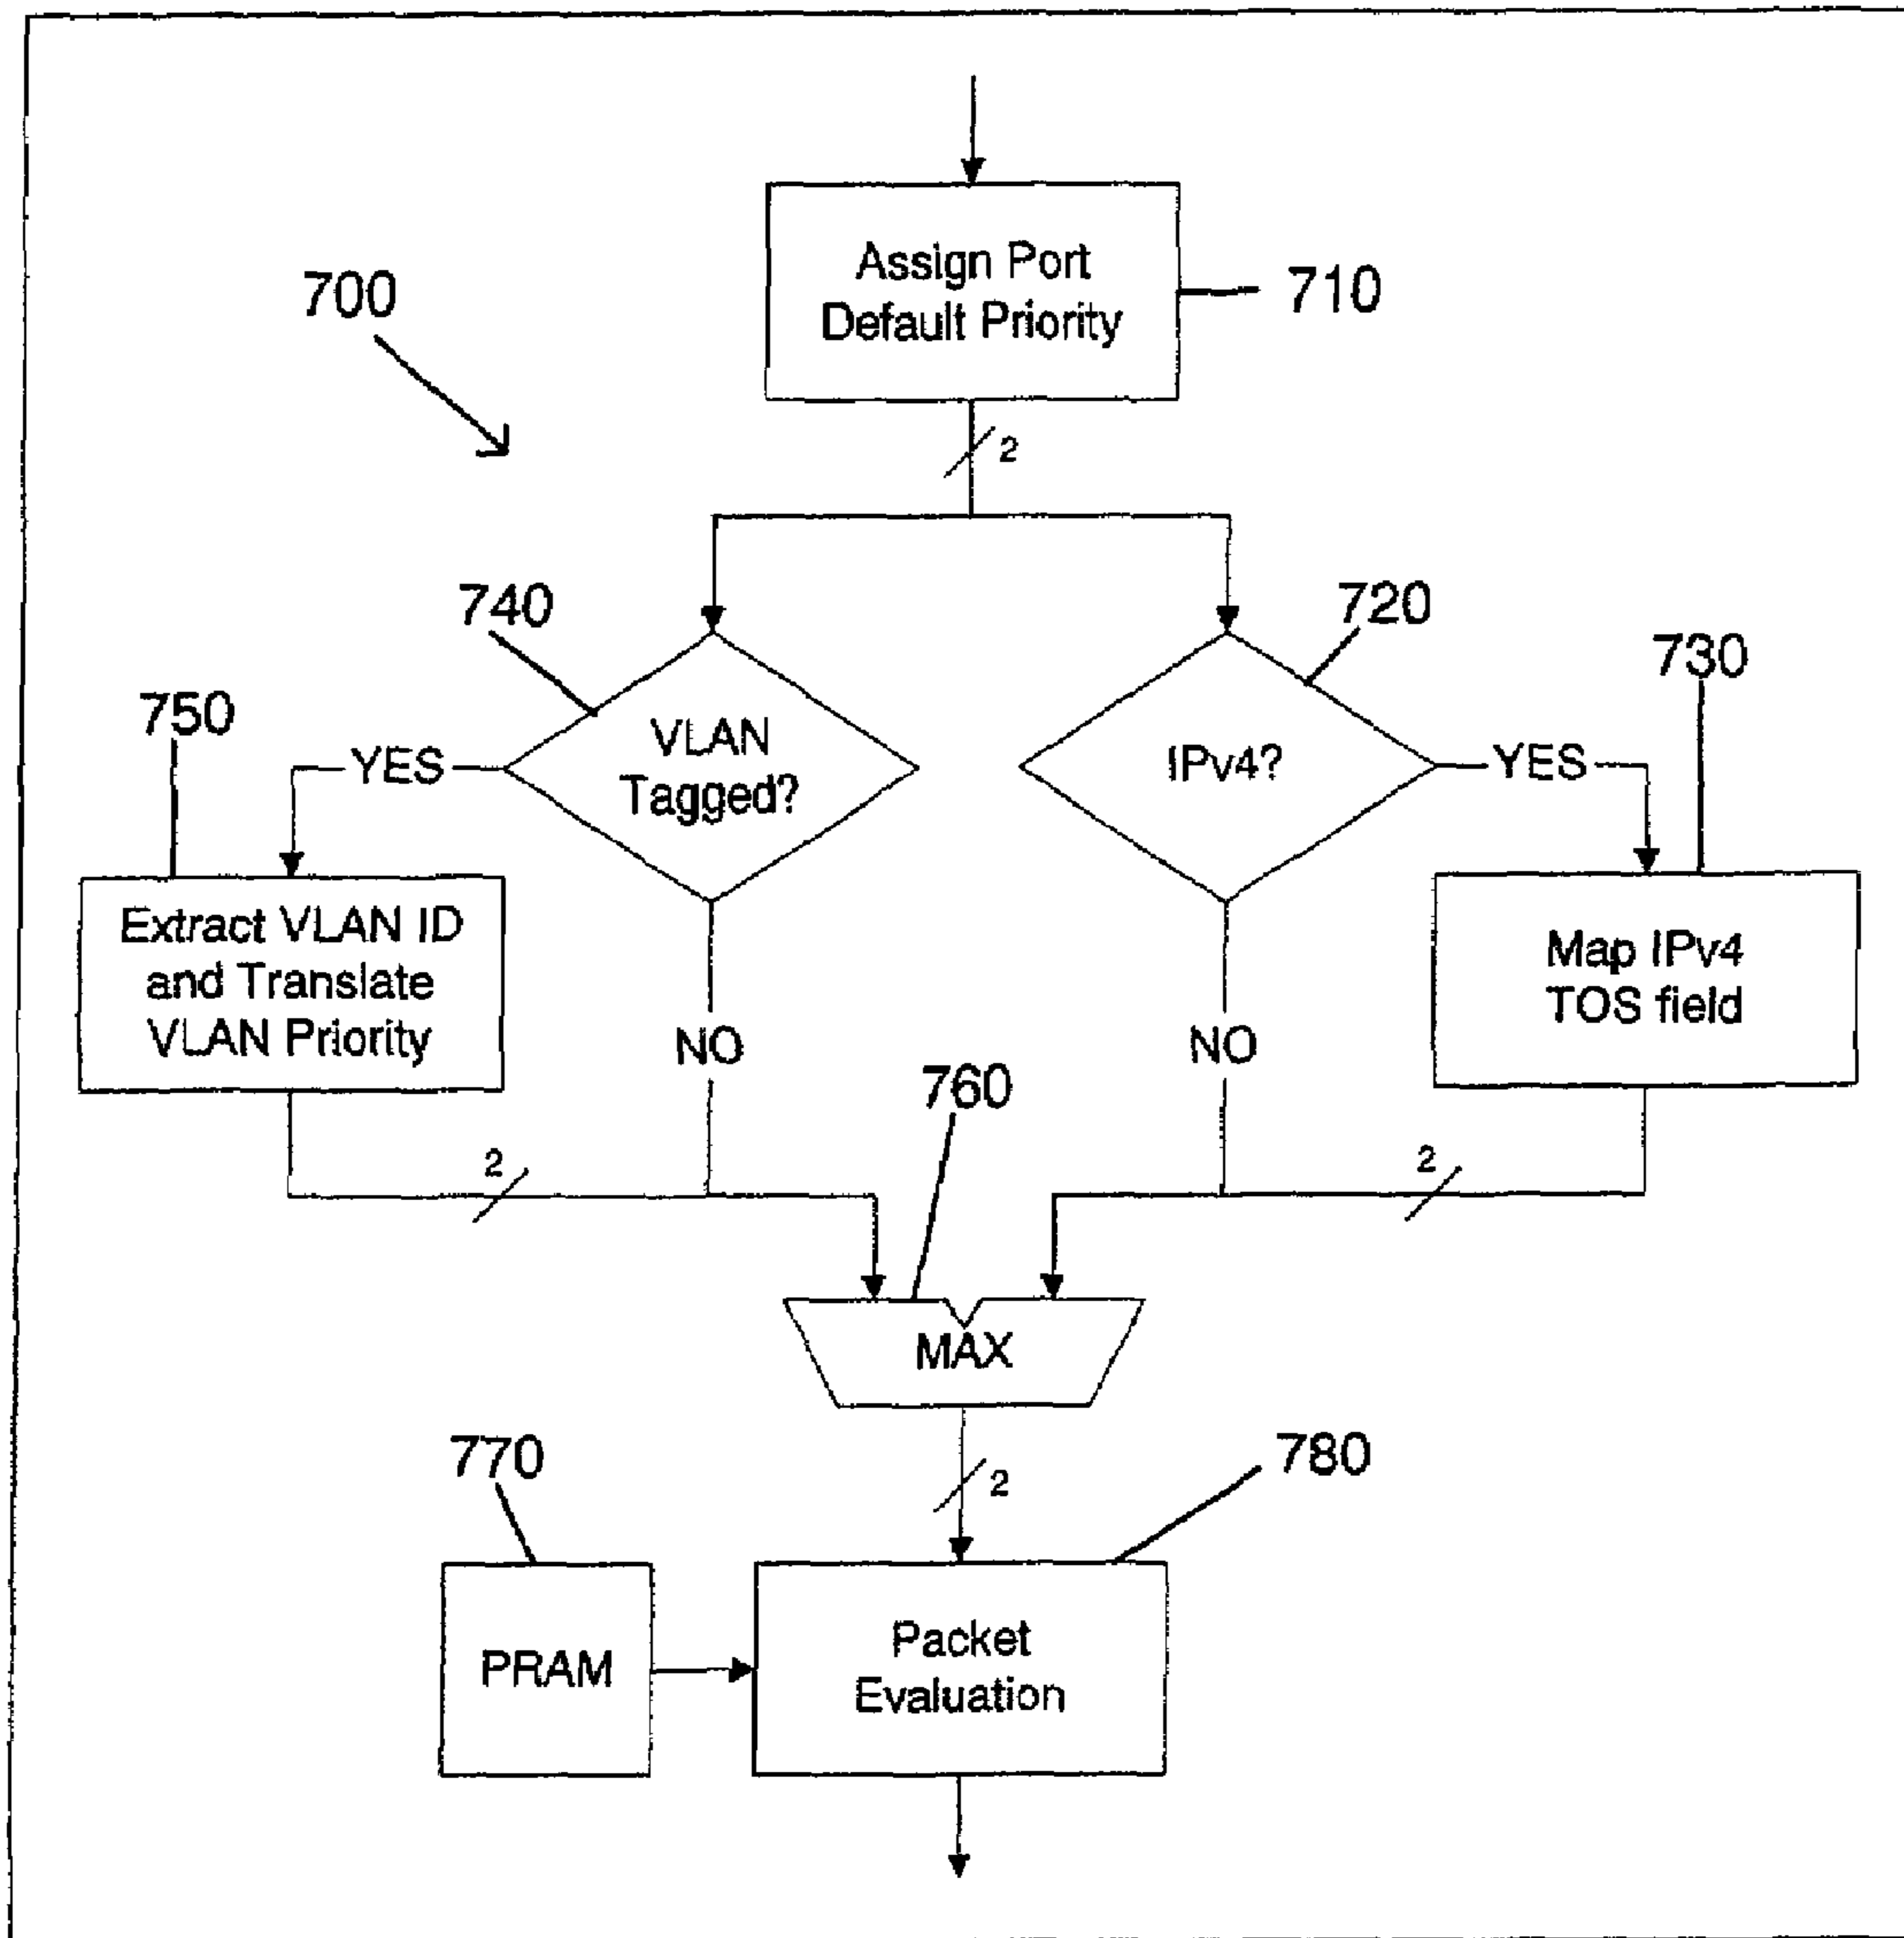 Assign Port
Default Priority
700
710
2
740
720
730
750
VLAN
Tagged?
IPv4?
YES
YES
Extract VLAN ID
and Translate
VLAN Priority
Map IPv4
TOS field
NO
NO
760
2
2
MAX
770
780
2
PRAM
Packet
Evaluation